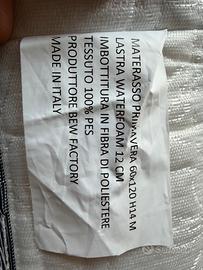 MATERASSO PRIMAVERA 60x120 H14 M
LASTRA WATERFOAM 12 CM
IMBOTTITURA IN FIBRA DI POLIESTERE
TESSUTO 100% PES
PRODUTTORE BEW FACTORY
MADE IN ITALY